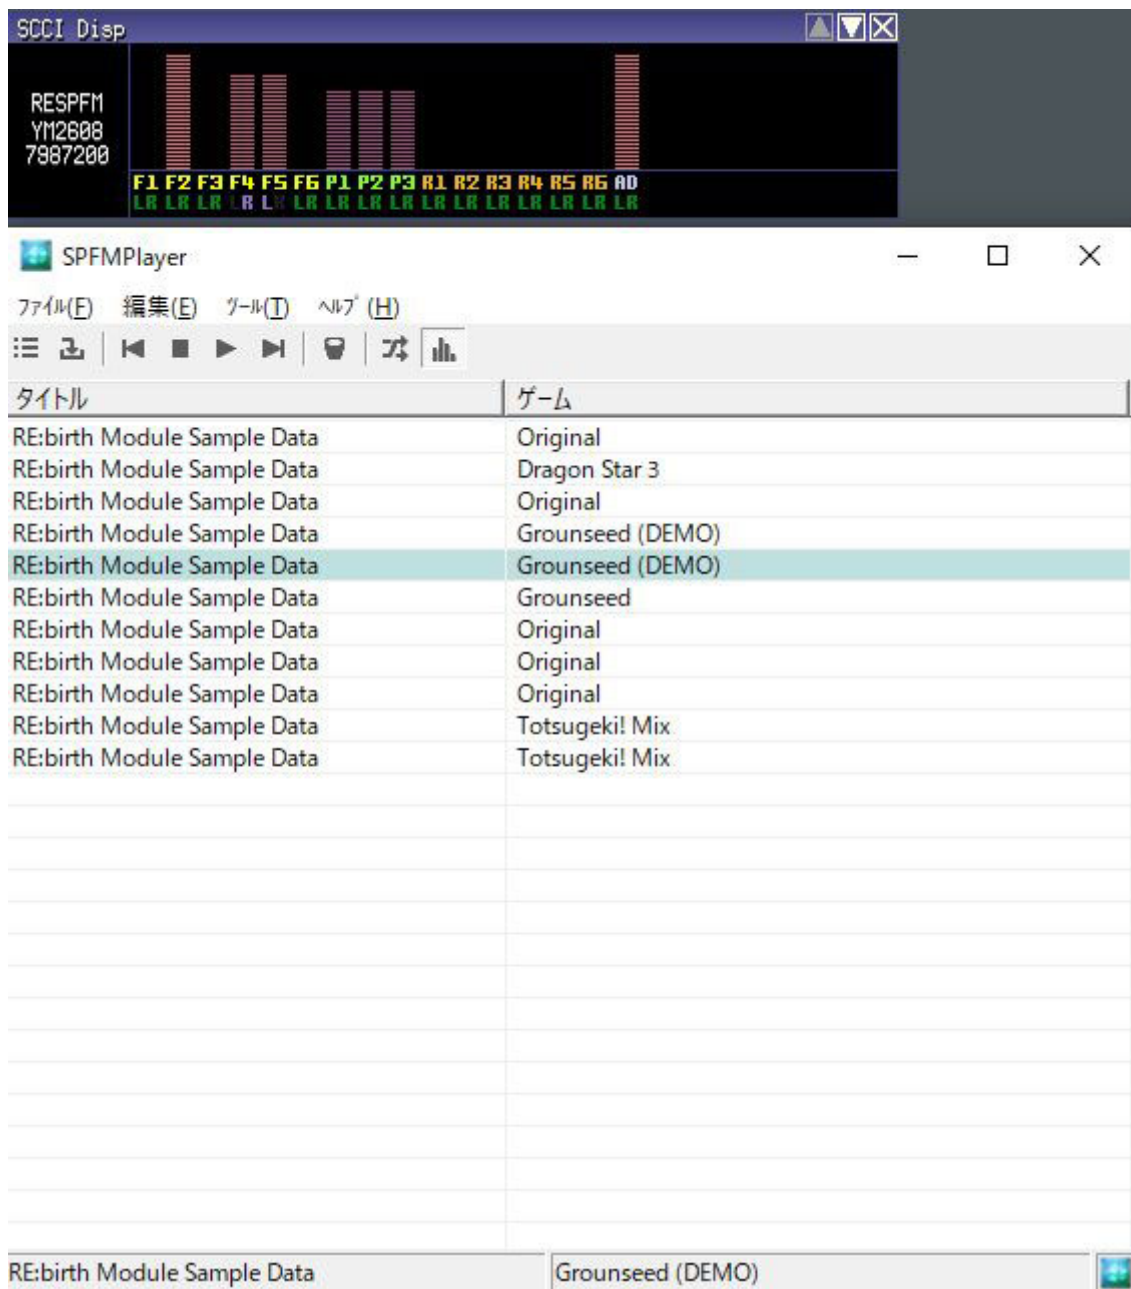 SCCI Disp
RESPFM
YM2608
7987200
F1 F2 F3 F4 F5 F6 P1 P2 P3 R1 R2 R3 R4 R5 R6 AD
LR LR LR LR LR LR LR LR LR LR LR LR LR LR LR LR
SPFMPlayer
ファイル(F) 編集(E) ツール(T) ヘルプ(H)
タイトル ゲーム
RE:birth Module Sample Data Original
RE:birth Module Sample Data Dragon Star 3
RE:birth Module Sample Data Original
RE:birth Module Sample Data Grounseed (DEMO)
RE:birth Module Sample Data Grounseed (DEMO)
RE:birth Module Sample Data Grounseed
RE:birth Module Sample Data Original
RE:birth Module Sample Data Original
RE:birth Module Sample Data Original
RE:birth Module Sample Data Totsugeki! Mix
RE:birth Module Sample Data Totsugeki! Mix
RE:birth Module Sample Data Grounseed (DEMO)